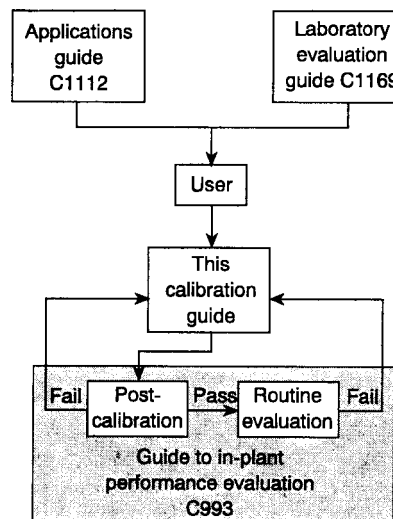 Applications
guide
C1112
Laboratory
evaluation
guide C1169
User
This
calibration
guide
Fail
Post-
calibration
Pass
Routine
evaluation
Fail
Guide to in-plant
performance evaluation
C993